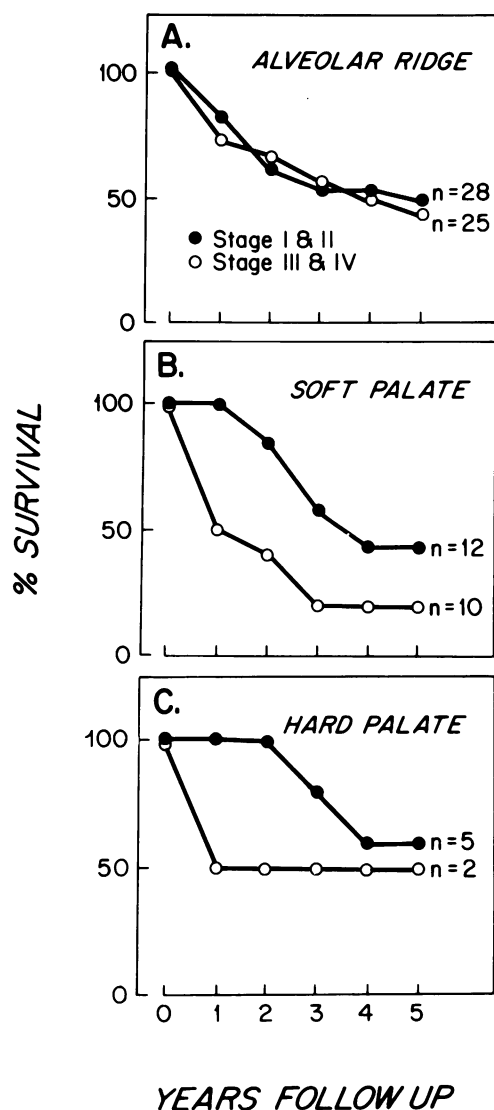 A.
ALVEOLAR RIDGE
100
50
0
n=28
n=25
Stage I & II
Stage III & IV
B.
SOFT PALATE
100
50
0
n=12
n=10
% SURVIVAL
C.
HARD PALATE
100
50
0
n=5
n=2
0 1 2 3 4 5
YEARS FOLLOW UP